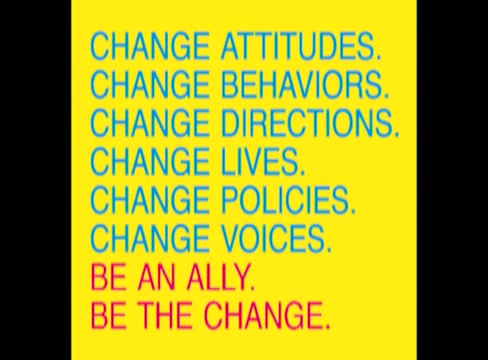 CHANGE ATTITUDES.
CHANGE BEHAVIORS.
CHANGE DIRECTIONS.
CHANGE LIVES.
CHANGE POLICIES.
CHANGE VOICES.
BE AN ALLY.
BE THE CHANGE.